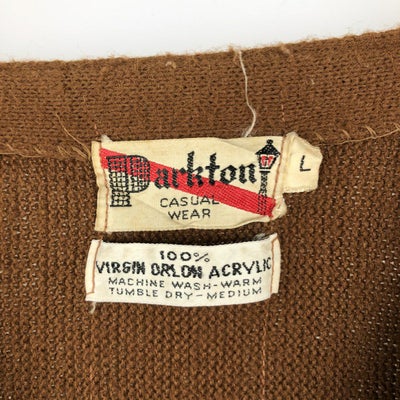 Parkton
CASUAL
WEAR
L
100%
VIRGIN ORLON ACRYLIC
MACHINE WASH-WARM
TUMBLE DRY-MEDIUM